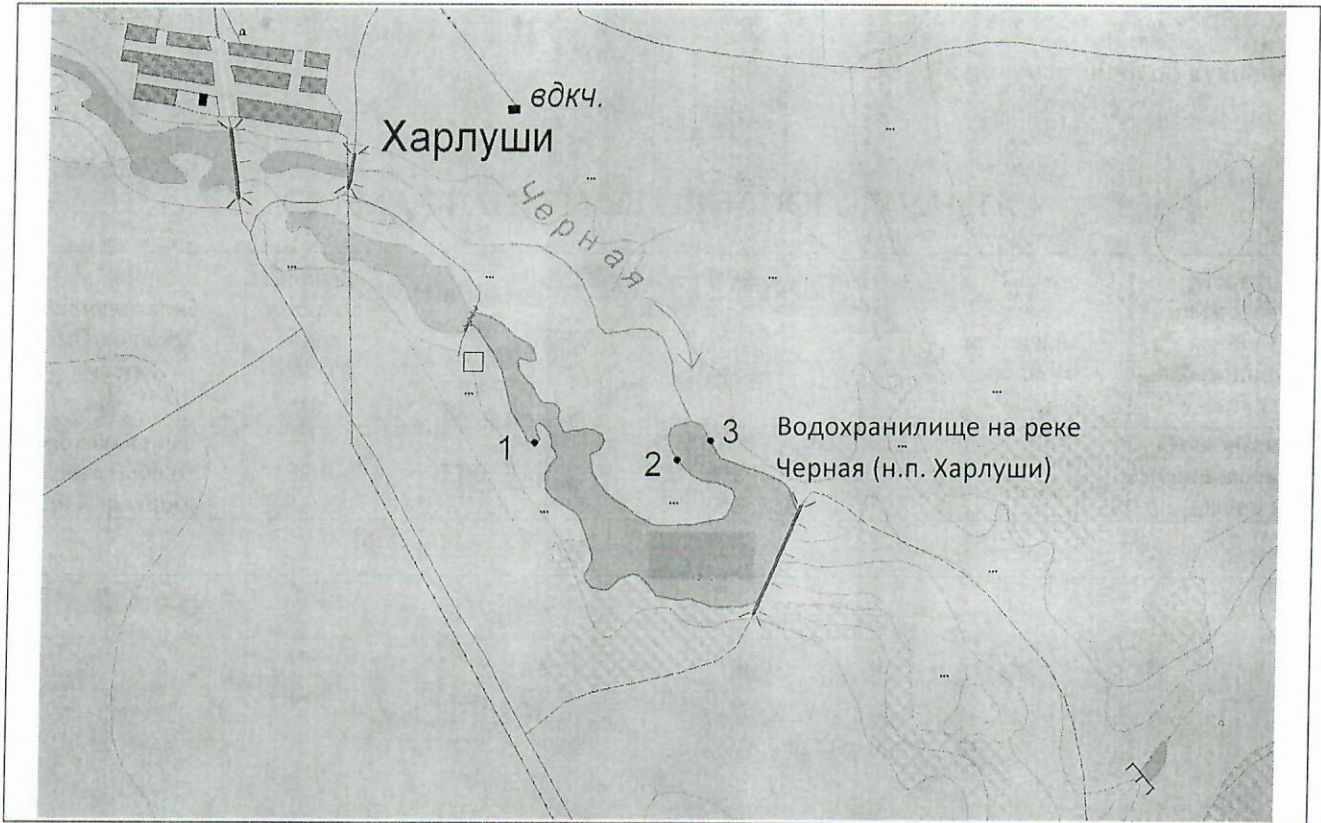 вдкч.
Харлуши
Черная
1
2
3
Водохранилище на реке
Черная (н.п. Харлуши)